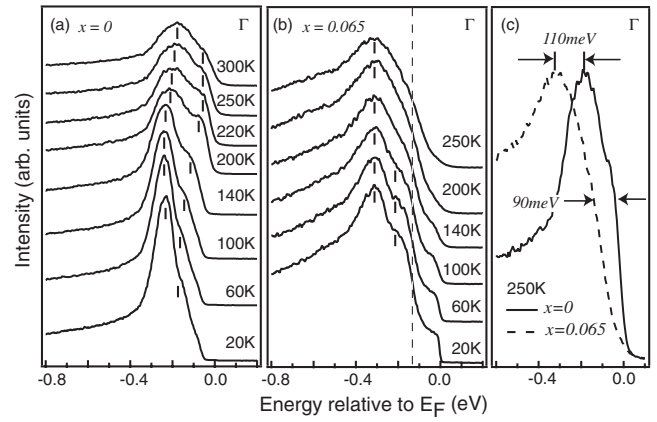 (a) x = 0 Γ
300K
250K
220K
200K
140K
100K
60K
20K
-0.8 -0.4 0.0
(b) x = 0.065 Γ
250K
200K
140K
100K
60K
20K
-0.8 -0.4 0.0
(c) Γ
110meV
90meV
250K
x=0
x=0.065
-0.4 0.0
Intensity (arb. units)
Energy relative to EF (eV)